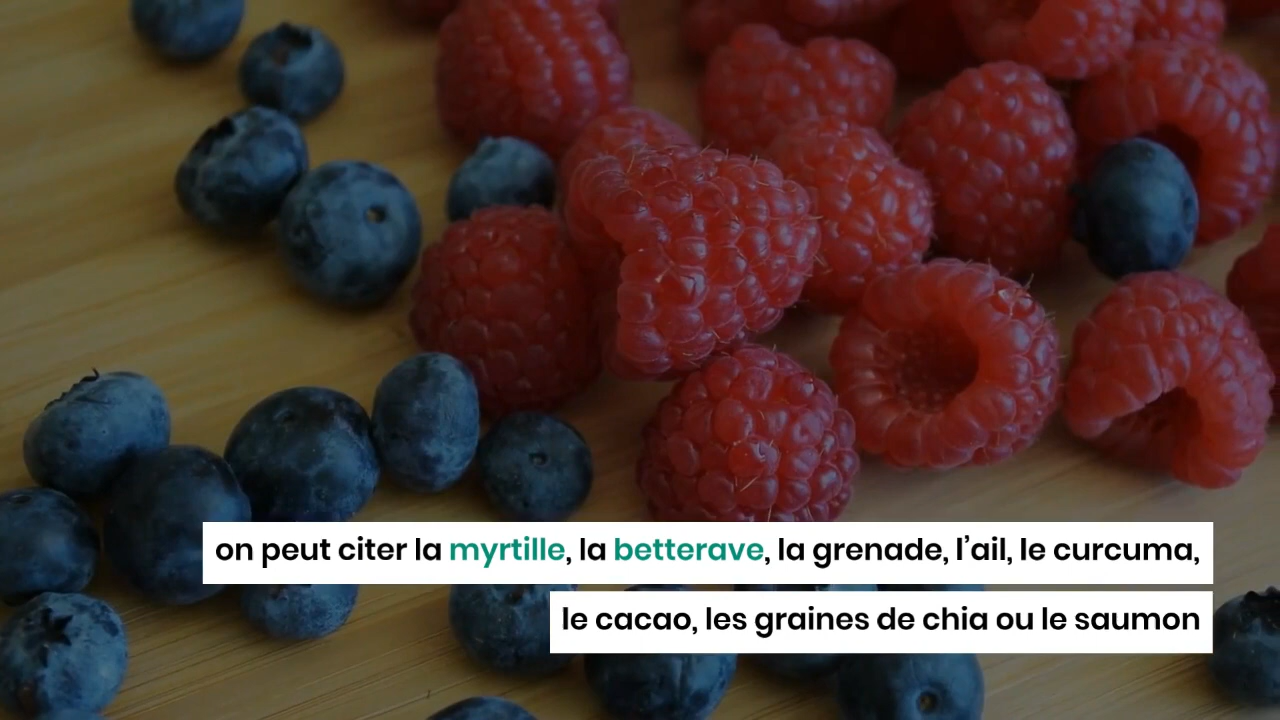 on peut citer la myrtille, la betterave, la grenade, l’ail, le curcuma,
le cacao, les graines de chia ou le saumon